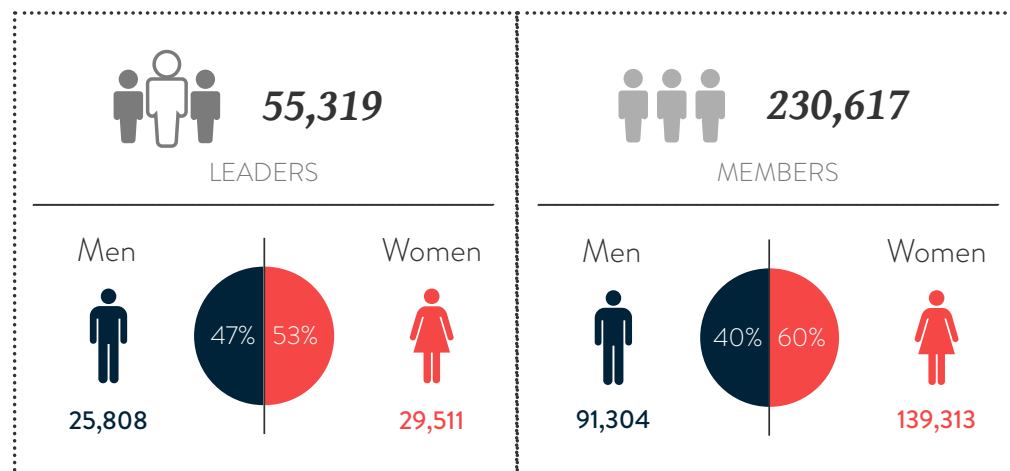 55,319
LEADERS
Men
Women
47%
53%
25,808
29,511
230,617
MEMBERS
Men
Women
40%
60%
91,304
139,313